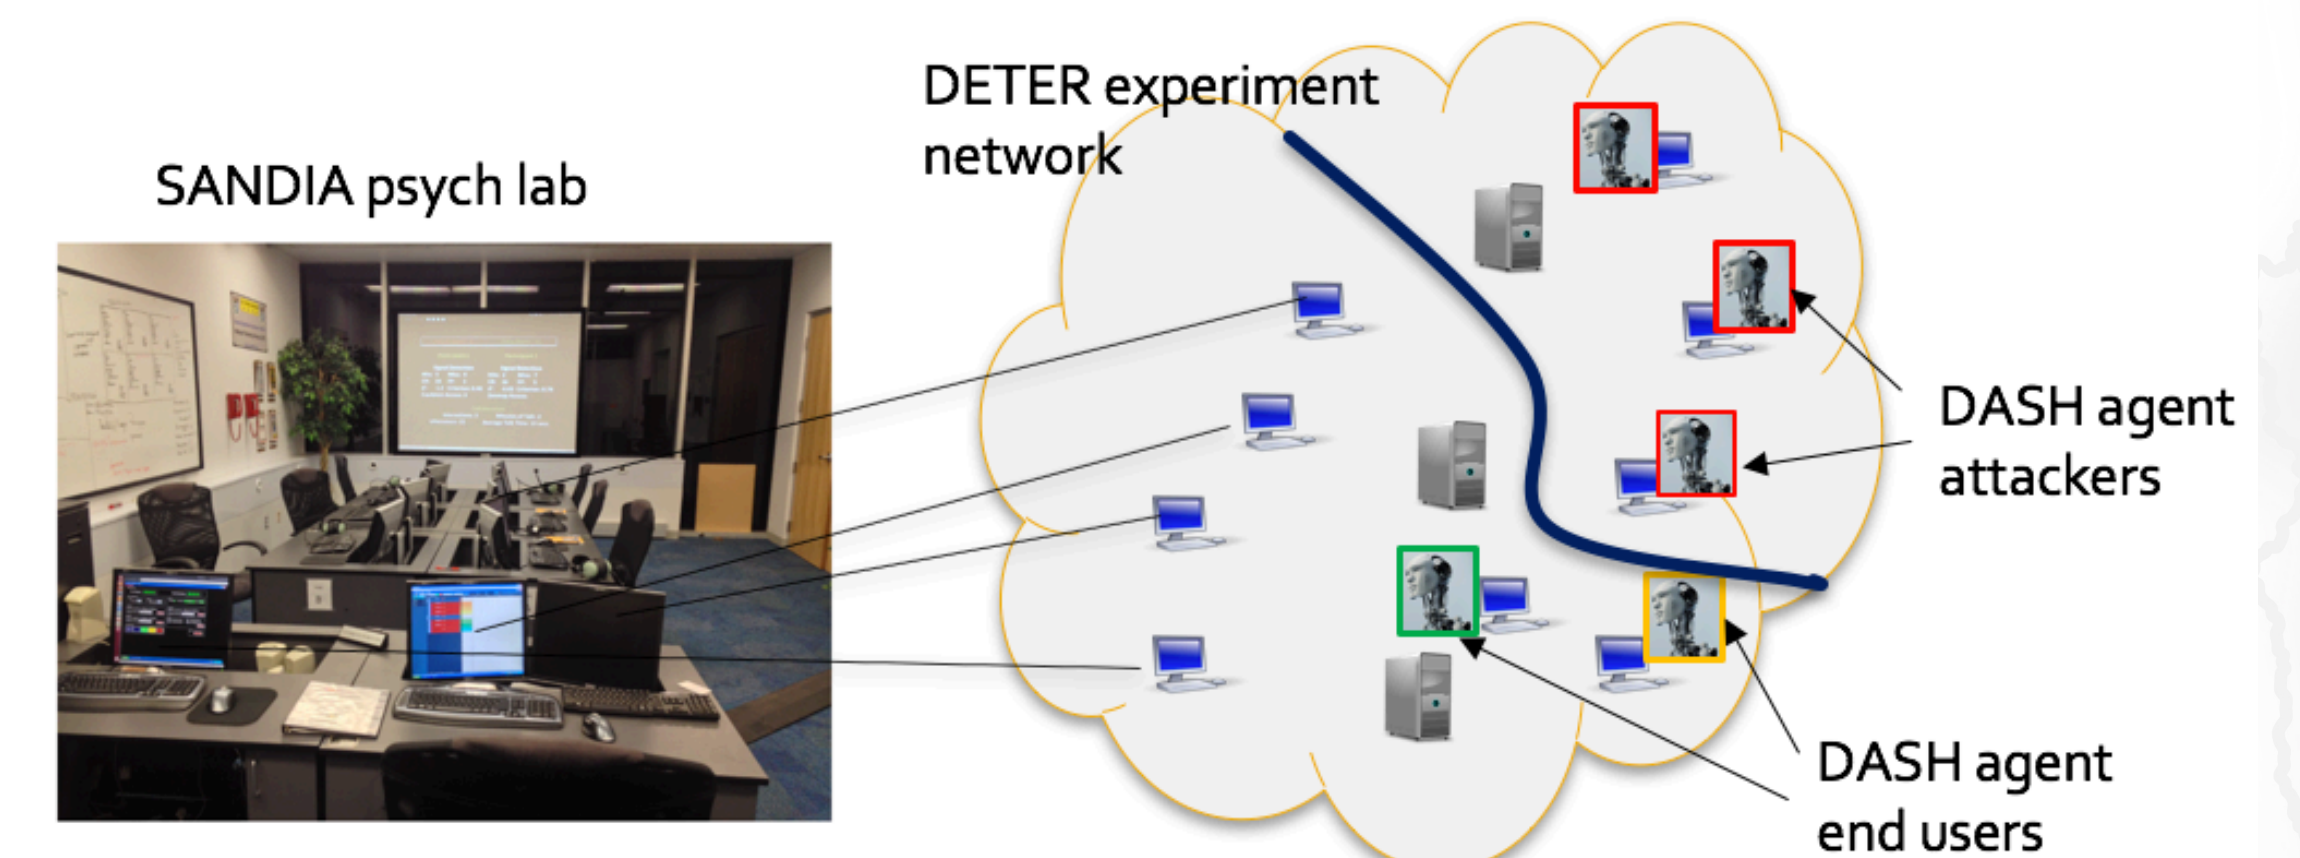 SANDIA psych lab
DETER experiment
network
DASH agent
attackers
DASH agent
end users